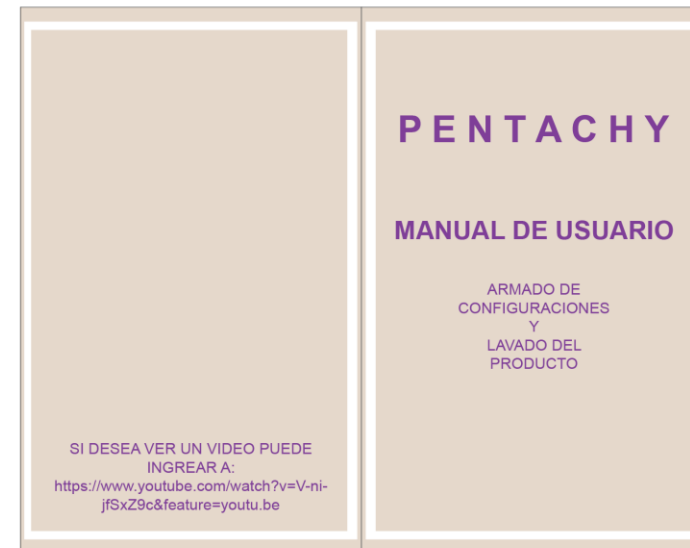 SI DESEA VER UN VIDEO PUEDE
INGREAR A:
https://www.youtube.com/watch?v=V-ni-
jfSxZ9c&feature=youtu.be
P E N T A C H Y
MANUAL DE USUARIO
ARMADO DE
CONFIGURACIONES
Y
LAVADO DEL
PRODUCTO